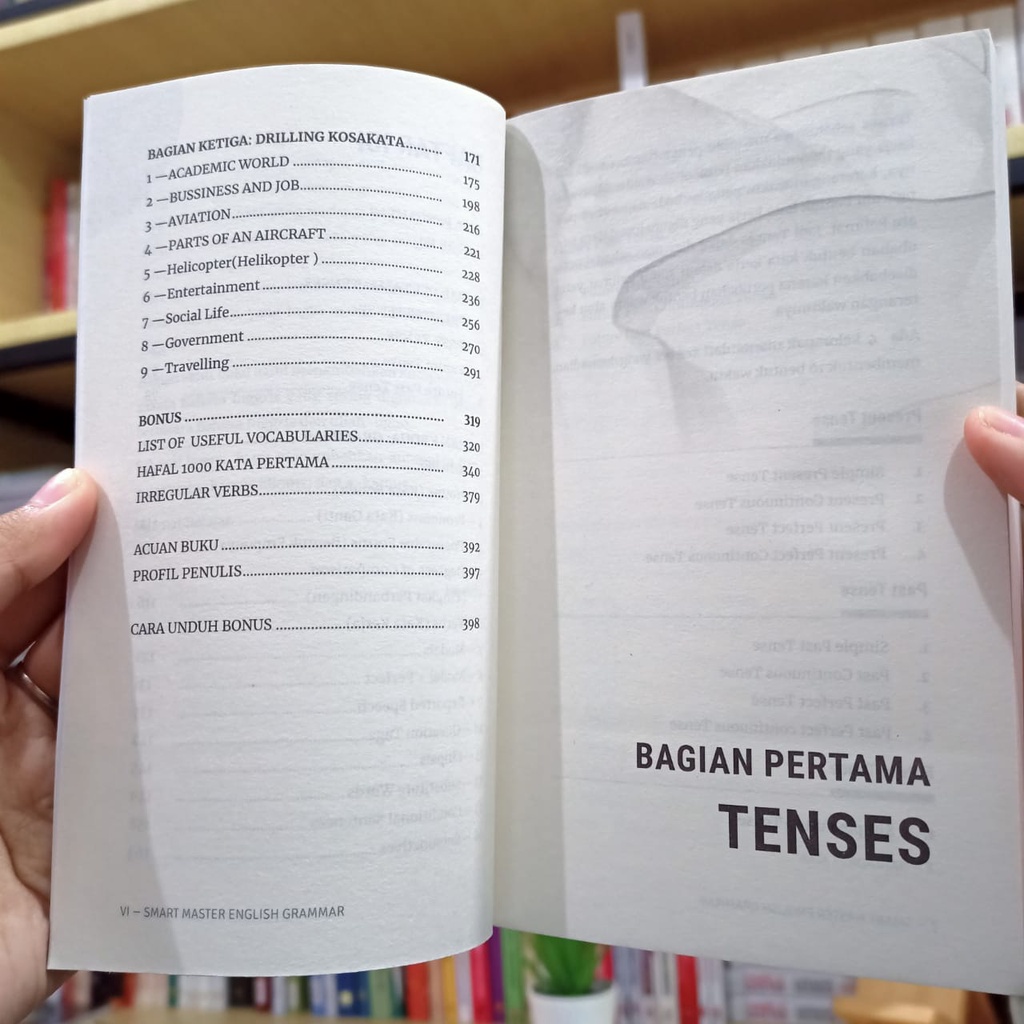 BAGIAN KETIGA: DRILLING KOSAKATA.......... 171
1 —ACADEMIC WORLD .......... 175
2 —BUSSINESS AND JOB.......... 198
3 —AVIATION.......... 216
4 —PARTS OF AN AIRCRAFT .......... 221
5 —Helicopter(Helikopter ) .......... 228
6 —Entertainment .......... 236
7 —Social Life.......... 256
8 —Government .......... 270
9 —Travelling .......... 291
BONUS .......... 319
LIST OF USEFUL VOCABULARIES.......... 320
HAFAL 1000 KATA PERTAMA .......... 340
IRREGULAR VERBS.......... 379
ACUAN BUKU .......... 392
PROFIL PENULIS.......... 397
CARA UNDUH BONUS .......... 398
VI – SMART MASTER ENGLISH GRAMMAR
BAGIAN PERTAMA
TENSES